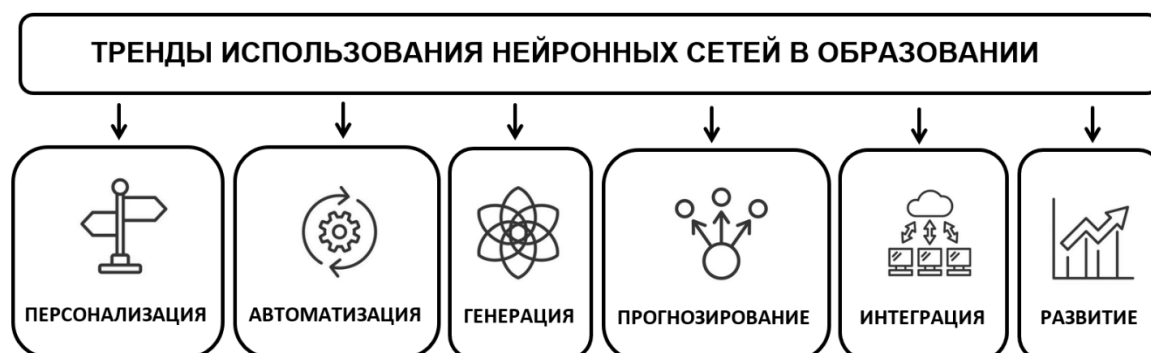 ТРЕНДЫ ИСПОЛЬЗОВАНИЯ НЕЙРОННЫХ СЕТЕЙ В ОБРАЗОВАНИИ
ПЕРСОНАЛИЗАЦИЯ
АВТОМАТИЗАЦИЯ
ГЕНЕРАЦИЯ
ПРОГНОЗИРОВАНИЕ
ИНТЕГРАЦИЯ
РАЗВИТИЕ